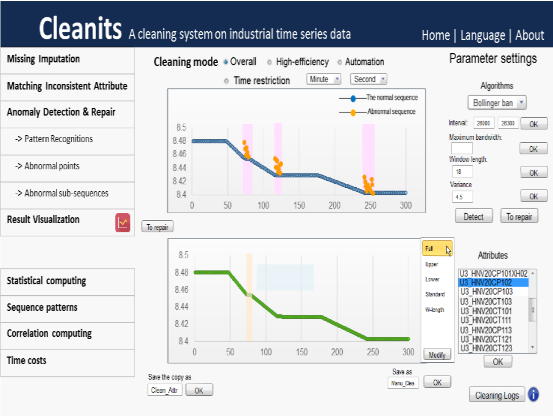 Cleanits A cleaning system on industrial time series data
Home | Language | About
Missing Imputation
Matching Inconsistent Attribute
Anomaly Detection & Repair
-> Pattern Recognitions
-> Abnormal points
-> Abnormal sub-sequences
Result Visualization
Statistical computing
Sequence patterns
Correlation computing
Time costs
Cleaning mode Overall High-efficiency Automation
Time restriction Minute Second
The normal sequence
Abnormal sequence
8.5
8.48
8.46
8.44
8.42
8.4
0 50 100 150 200 250 300
To repair
8.5
8.48
8.46
8.44
8.42
8.4
0 50 100 150 200 250 300
Full
Upper
Lower
Standard
W-length
Modify
Save the copy as
Clean_Attr OK
Save as
OK
Parameter settings
Algorithms
Bollinger ban
Interval: 26000 26300 OK
Maximum bandwidth:
OK
Window length:
18 OK
Variance
4.5 OK
Detect To repair
Attributes
U3_HNV20CP101XH02
U3_HNV20CP102
U3_HNV20CP103
U3_HNV20CT103
U3_HNV20CT101
U3_HNV20CT111
U3_HNV20CP113
U3_HNV20CT121
U3_HNV20CT123
OK
Cleaning Logs i